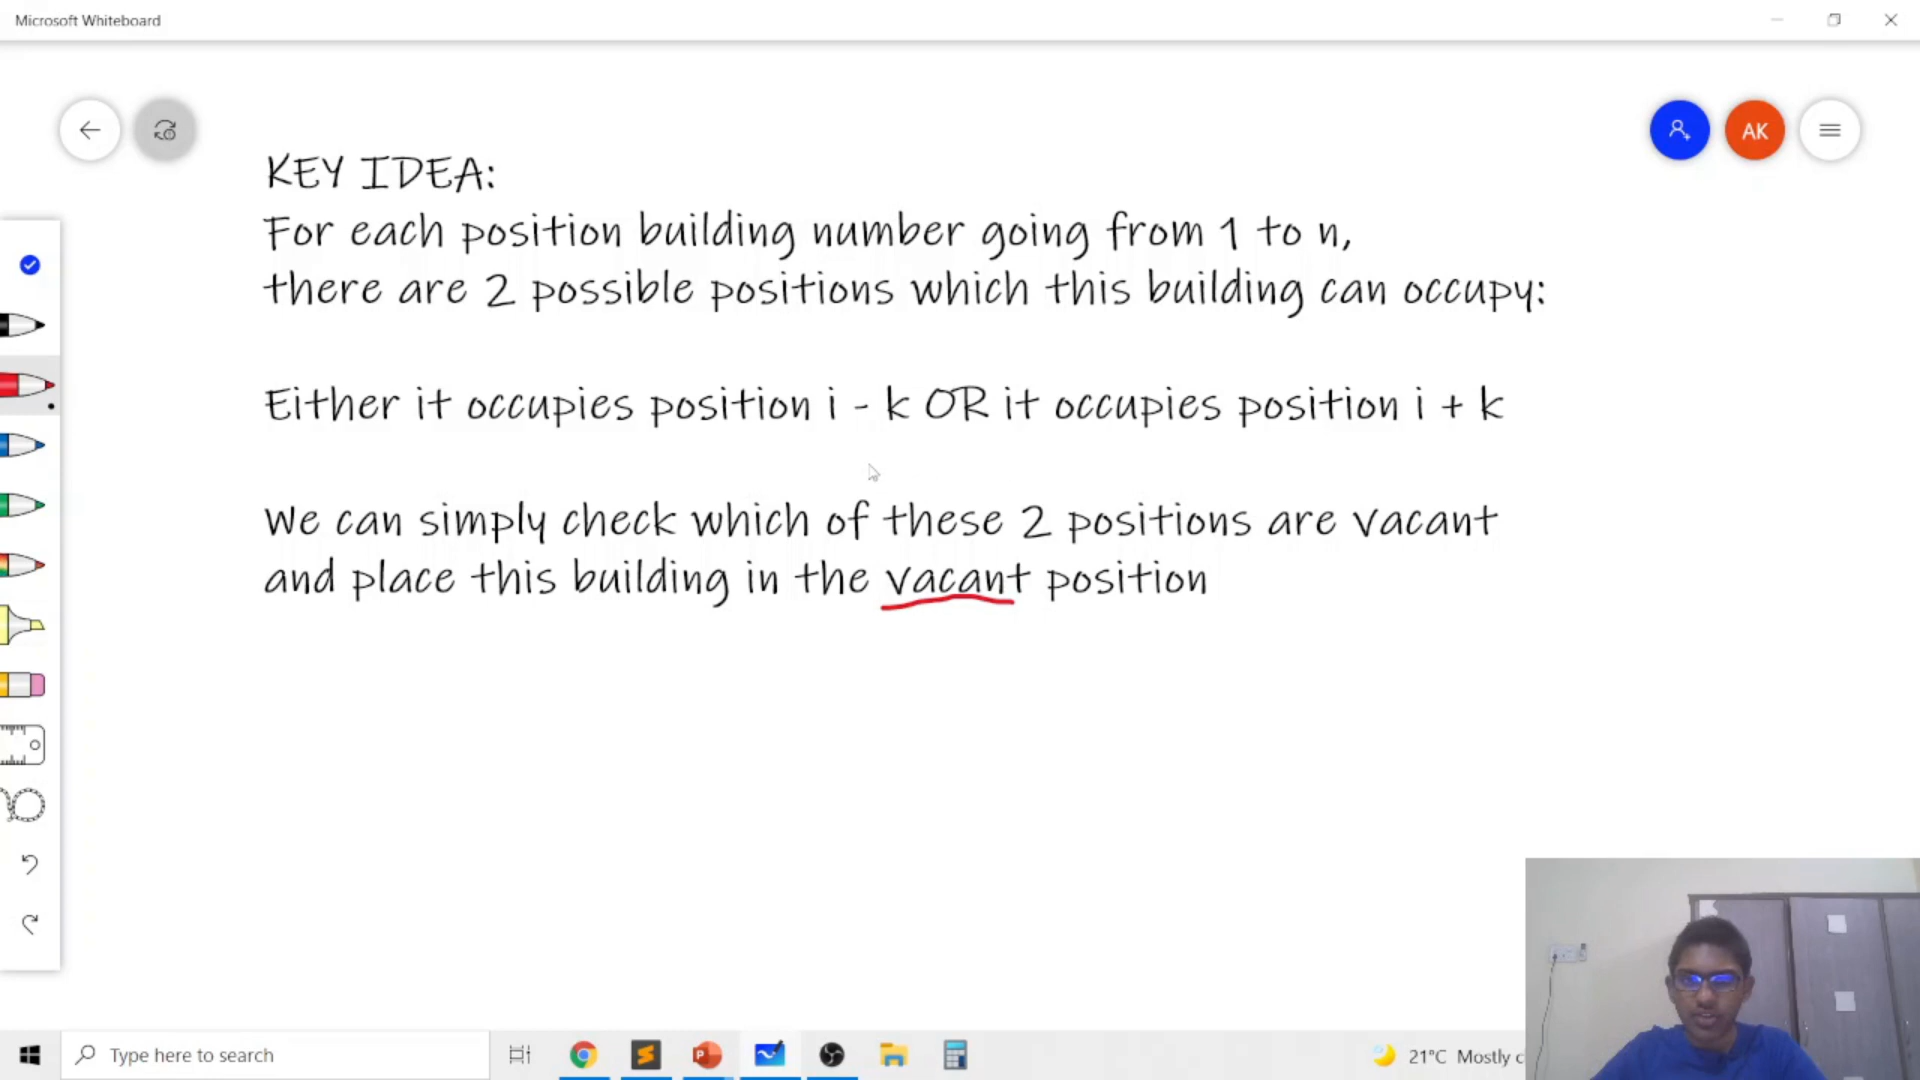 Microsoft Whiteboard
AK
KEY IDEA:
For each position building number going from 1 to n,
there are 2 possible positions which this building can occupy:
Either it occupies position i - k OR it occupies position i + k
We can simply check which of these 2 positions are vacant
and place this building in the vacant position
Type here to search
21°C Mostly c